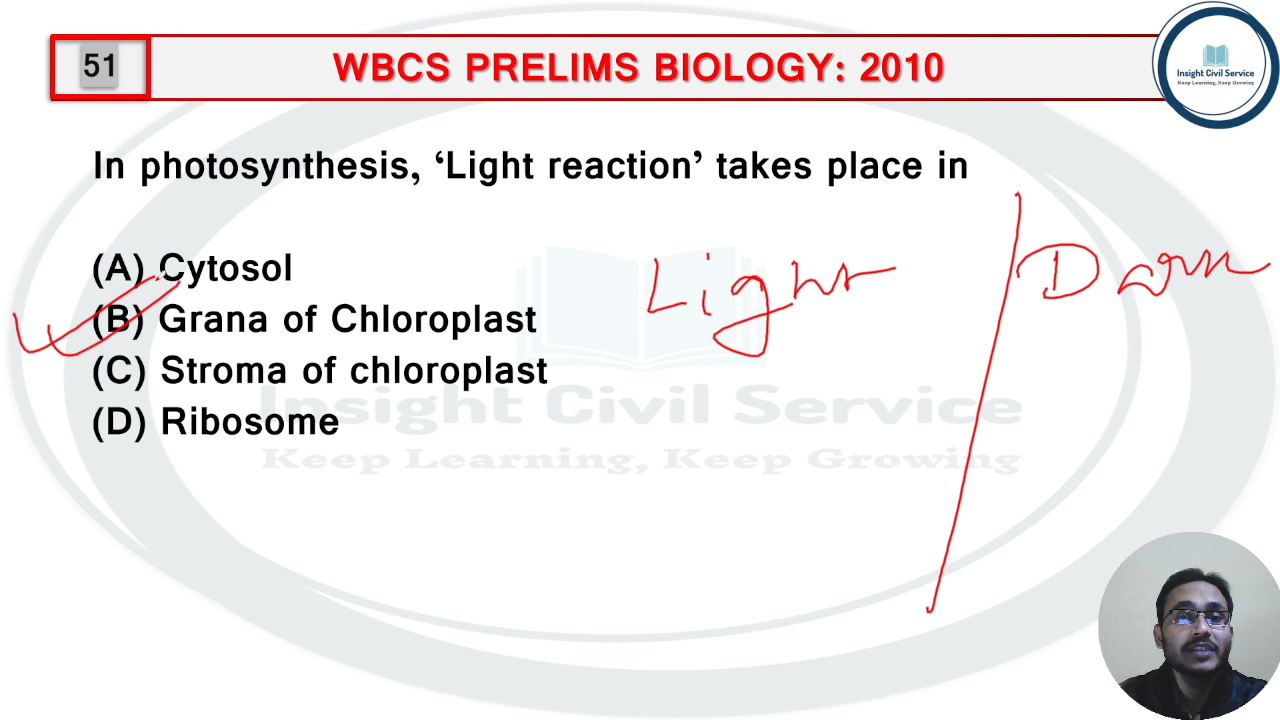 51
WBCS PRELIMS BIOLOGY: 2010
Insight Civil Service
Keep Learning, Keep Growing
In photosynthesis, ‘Light reaction’ takes place in
(A) Cytosol
(B) Grana of Chloroplast
(C) Stroma of chloroplast
(D) Ribosome
Light
Dark
Insight Civil Service
Keep Learning, Keep Growing